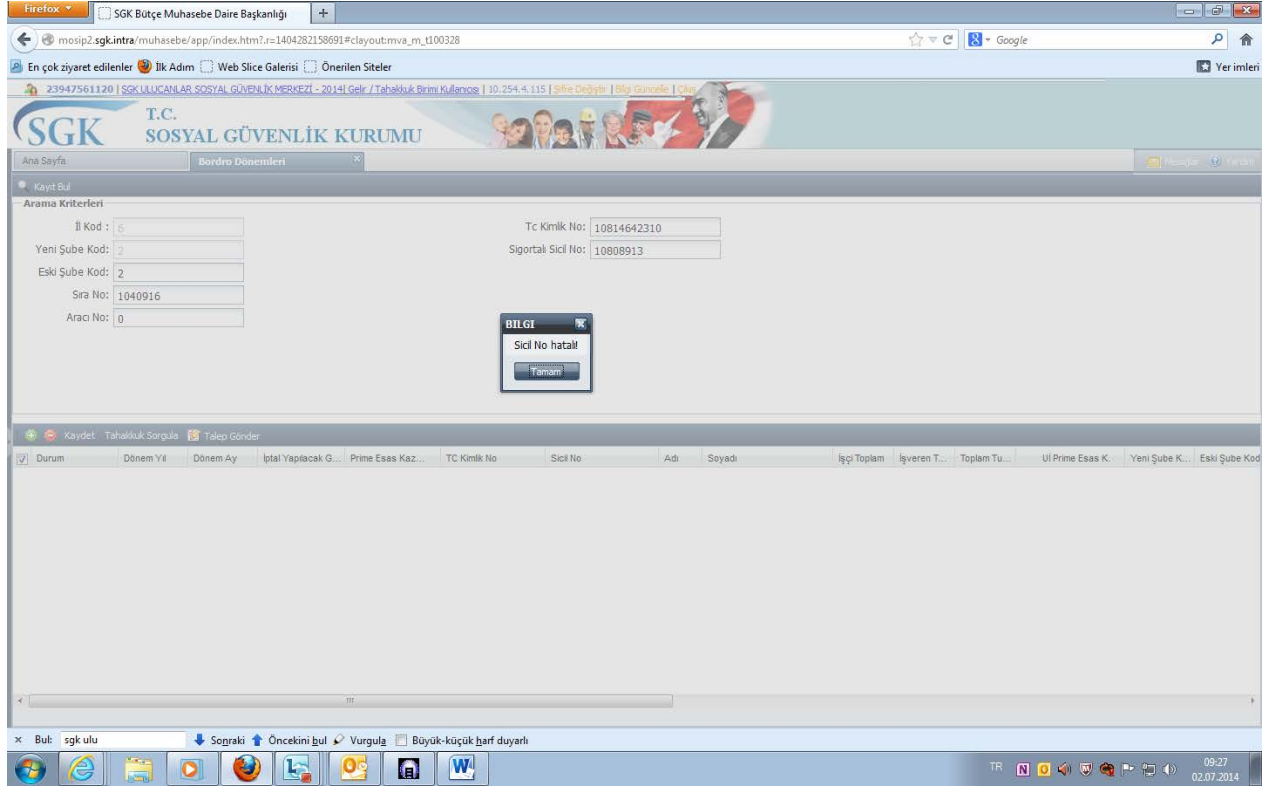 Firefox
SGK Bütçe Muhasebe Daire Başkanlığı
mosip2.sgk.intra/muhasebe/app/index.htm?.r=1404282158691#clayout:mva_m_t100328
Google
En çok ziyaret edilenler İlk Adım Web Slice Galerisi Önerilen Siteler Yer imleri
23947561120 | SGK ULUCANLAR SOSYAL GÜVENLİK MERKEZİ - 2014| Gelir / Tahakkuk Birimi Kullanıcısı | 10.254.4.115 | Şifre Değiştir | Bilgi Güncelle | Çıkış
SGK
T.C.
SOSYAL GÜVENLİK KURUMU
Ana Sayfa Bordro Dönemleri Mesajlar Yardım
Kayıt Bul
Arama Kriterleri
İl Kod : 6 Tc Kimlik No: 10814642310
Yeni Şube Kod: 2 Sigortalı Sicil No: 10808913
Eski Şube Kod: 2
Sıra No: 1040916
Aracı No: 0
BILGI
Sicil No hatalı!
Tamam
Kaydet Tahakkuk Sorgula Talep Gönder
Durum Dönem Yıl Dönem Ay İptal Yapılacak G... Prime Esas Kaz... TC Kimlik No Sicil No Adı Soyadı İşçi Toplam İşveren T... Toplam Tu... Ul Prime Esas K. Yeni Şube K... Eski Şube Kod
Bul: sgk ulu Sonraki Öncekini bul Vurgula Büyük-küçük harf duyarlı
TR 09:27
02.07.2014